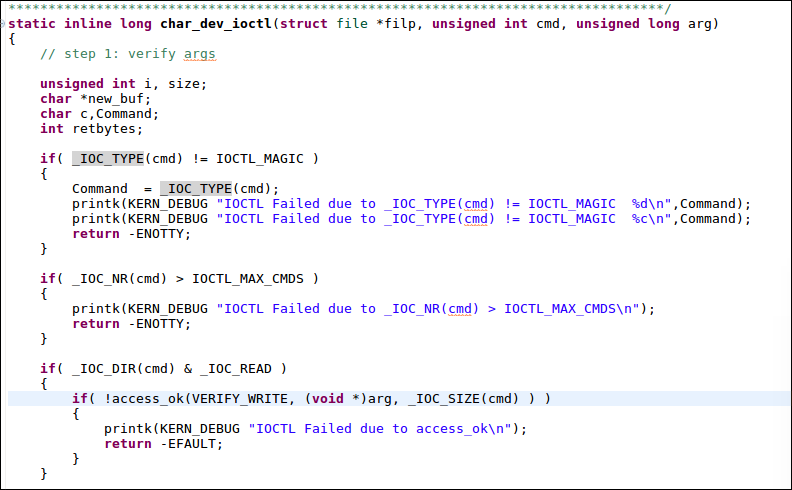 **********************************************************************************/
static inline long char_dev_ioctl(struct file *filp, unsigned int cmd, unsigned long arg)
{
    // step 1: verify args

    unsigned int i, size;
    char *new_buf;
    char c,Command;
    int retbytes;

    if( _IOC_TYPE(cmd) != IOCTL_MAGIC )
    {
        Command  = _IOC_TYPE(cmd);
        printk(KERN_DEBUG "IOCTL Failed due to _IOC_TYPE(cmd) != IOCTL_MAGIC  %d\n",Command);
        printk(KERN_DEBUG "IOCTL Failed due to _IOC_TYPE(cmd) != IOCTL_MAGIC  %c\n",Command);
        return -ENOTTY;
    }

    if( _IOC_NR(cmd) > IOCTL_MAX_CMDS )
    {
        printk(KERN_DEBUG "IOCTL Failed due to _IOC_NR(cmd) > IOCTL_MAX_CMDS\n");
        return -ENOTTY;
    }

    if( _IOC_DIR(cmd) & _IOC_READ )
    {
        if( !access_ok(VERIFY_WRITE, (void *)arg, _IOC_SIZE(cmd) ) )
        {
            printk(KERN_DEBUG "IOCTL Failed due to access_ok\n");
            return -EFAULT;
        }
    }